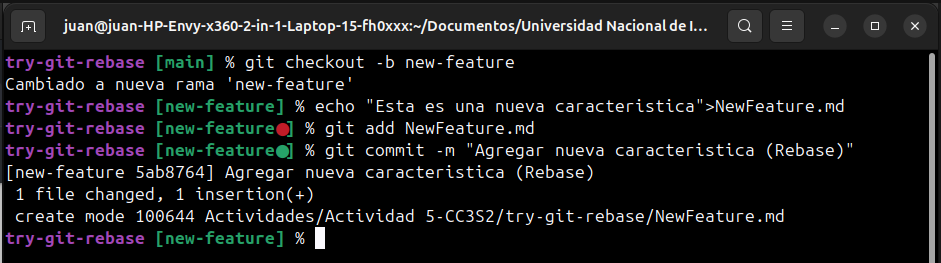 juan@juan-HP-Envy-x360-2-in-1-Laptop-15-fh0xxx:~/Documentos/Universidad Nacional de I...
try-git-rebase [main] % git checkout -b new-feature
Cambiado a nueva rama 'new-feature'
try-git-rebase [new-feature] % echo "Esta es una nueva caracteristica">NewFeature.md
try-git-rebase [new-feature●] % git add NewFeature.md
try-git-rebase [new-feature●] % git commit -m "Agregar nueva caracteristica (Rebase)"
[new-feature 5ab8764] Agregar nueva caracteristica (Rebase)
 1 file changed, 1 insertion(+)
 create mode 100644 Actividades/Actividad 5-CC3S2/try-git-rebase/NewFeature.md
try-git-rebase [new-feature] %